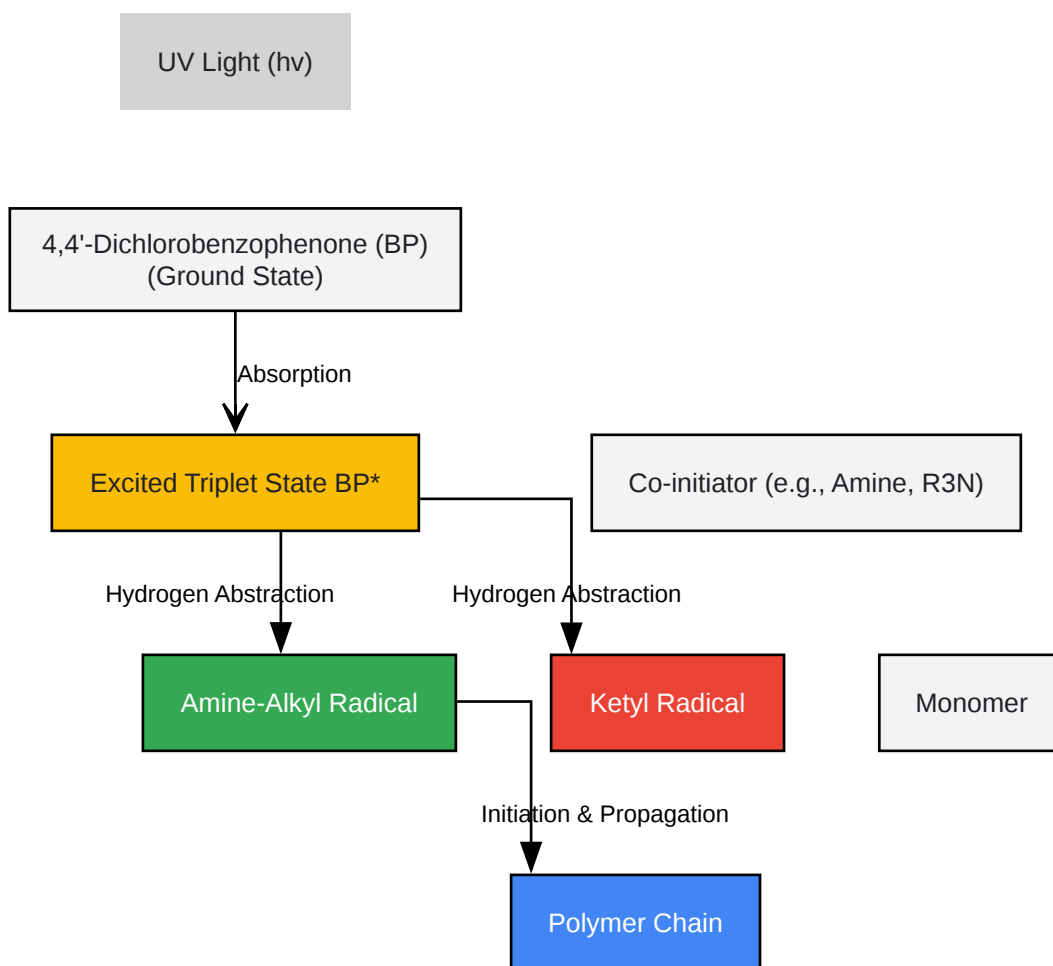 UV Light (hv)
4,4'-Dichlorobenzophenone (BP)
(Ground State)
Absorption
Excited Triplet State BP*
Co-initiator (e.g., Amine, R3N)
Hydrogen Abstraction
Hydrogen Abstraction
Amine-Alkyl Radical
Ketyl Radical
Monomer
Initiation & Propagation
Polymer Chain